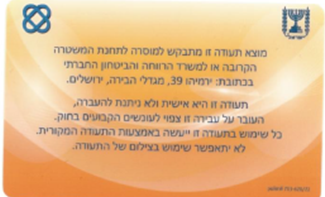 מוצא תעודה זו מתבקש למוסרה לתחנת המשטרה
הקרובה או למשרד הרווחה והביטחון החברתי
בכתובת: ירמיהו 39, מגדלי הבירה, ירושלים.
תעודה זו היא אישית ולא ניתנת להעברה,
העובר על עבירה זו צפוי לעונשים הקבועים בחוק.
כל שימוש בתעודה זו ייעשה באמצעות התעודה המקורית.
לא יתאפשר שימוש בצילום של התעודה.